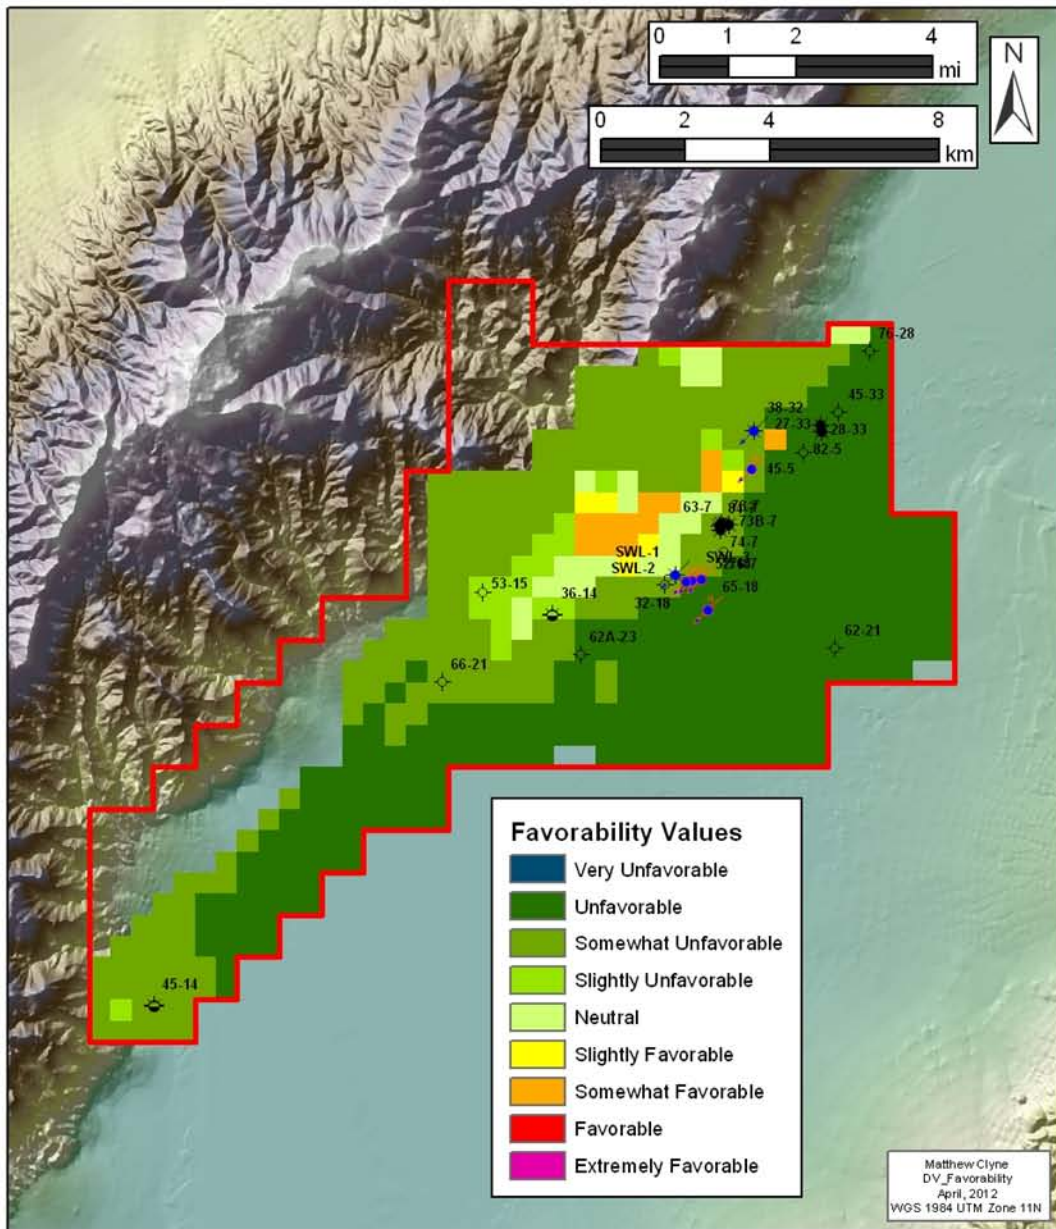 0 1 2 4
mi
N
0 2 4 8
km
76-28
45-33
38-32
27-33
28-33
82-5
45-5
63-7
73B-7
74-7
SWL-1
SWL-2
65-18
53-15
36-14
32-18
62A-23
62-21
66-21
45-14
Favorability Values
Very Unfavorable
Unfavorable
Somewhat Unfavorable
Slightly Unfavorable
Neutral
Slightly Favorable
Somewhat Favorable
Favorable
Extremely Favorable
Matthew Clyne
DV_Favorability
April, 2012
WGS 1984 UTM Zone 11N